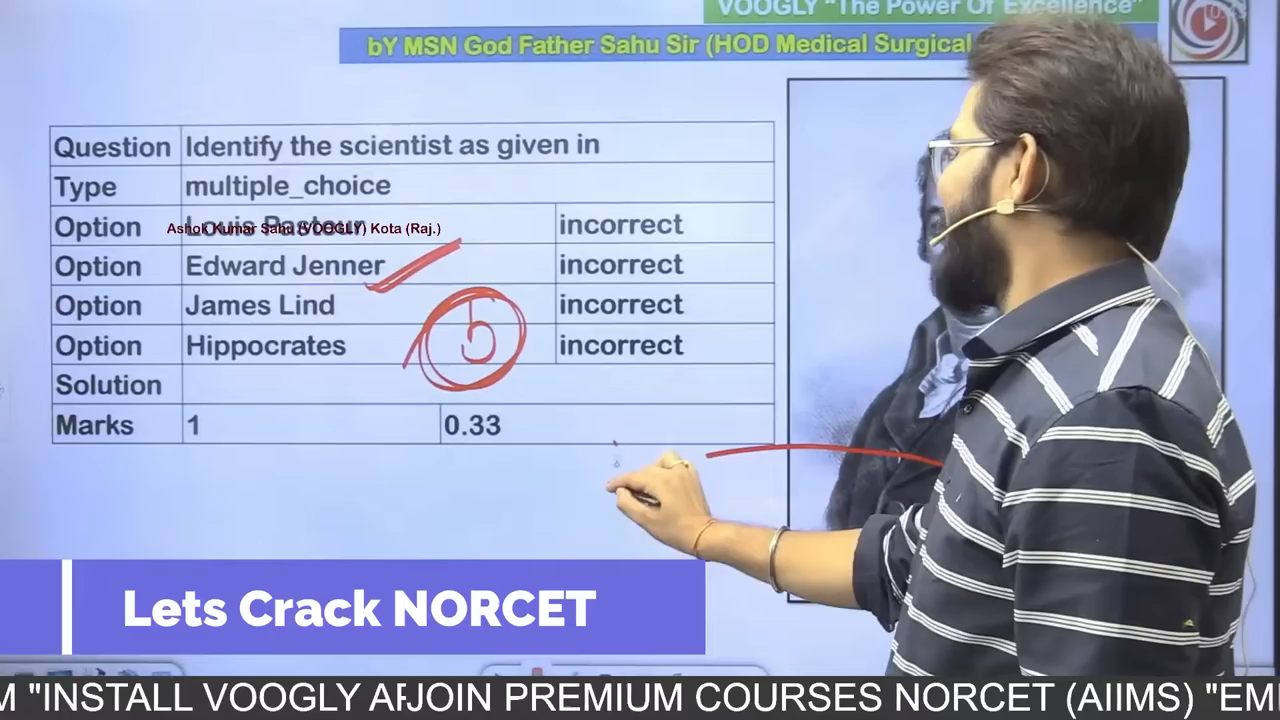 VOOGLY "The Power Of Excellence"
bY MSN God Father Sahu Sir (HOD Medical Surgical
Question Identify the scientist as given in
Type multiple_choice
Option Louis Pasteur incorrect
Ashok Kumar Sahu (VOOGLY) Kota (Raj.)
Option Edward Jenner incorrect
Option James Lind incorrect
b
Option Hippocrates incorrect
Solution
Marks 1 0.33
Lets Crack NORCET
M "INSTALL VOOGLY JOIN PREMIUM COURSES NORCET (AIIMS)